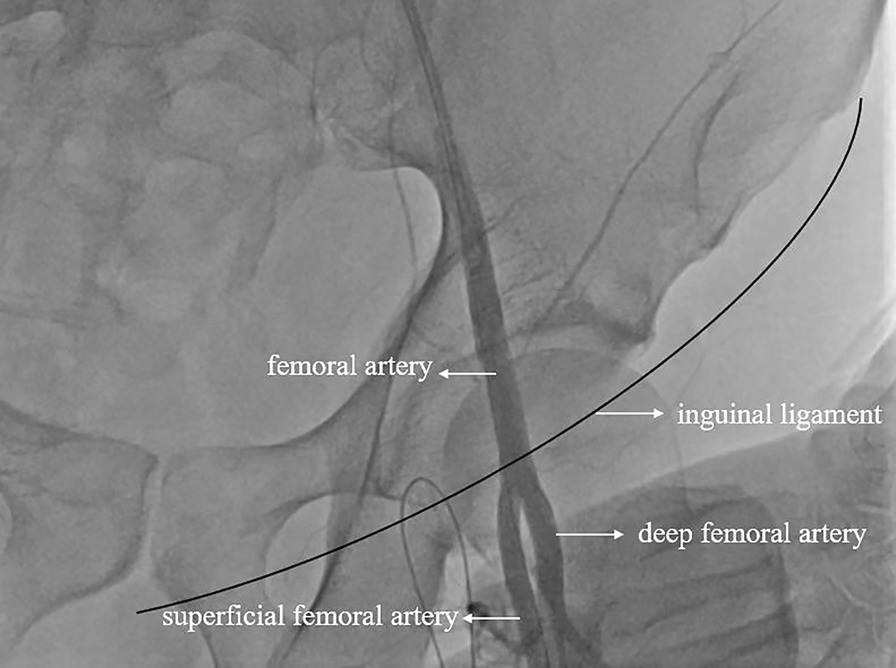 femoral artery
inguinal ligament
deep femoral artery
superficial femoral artery